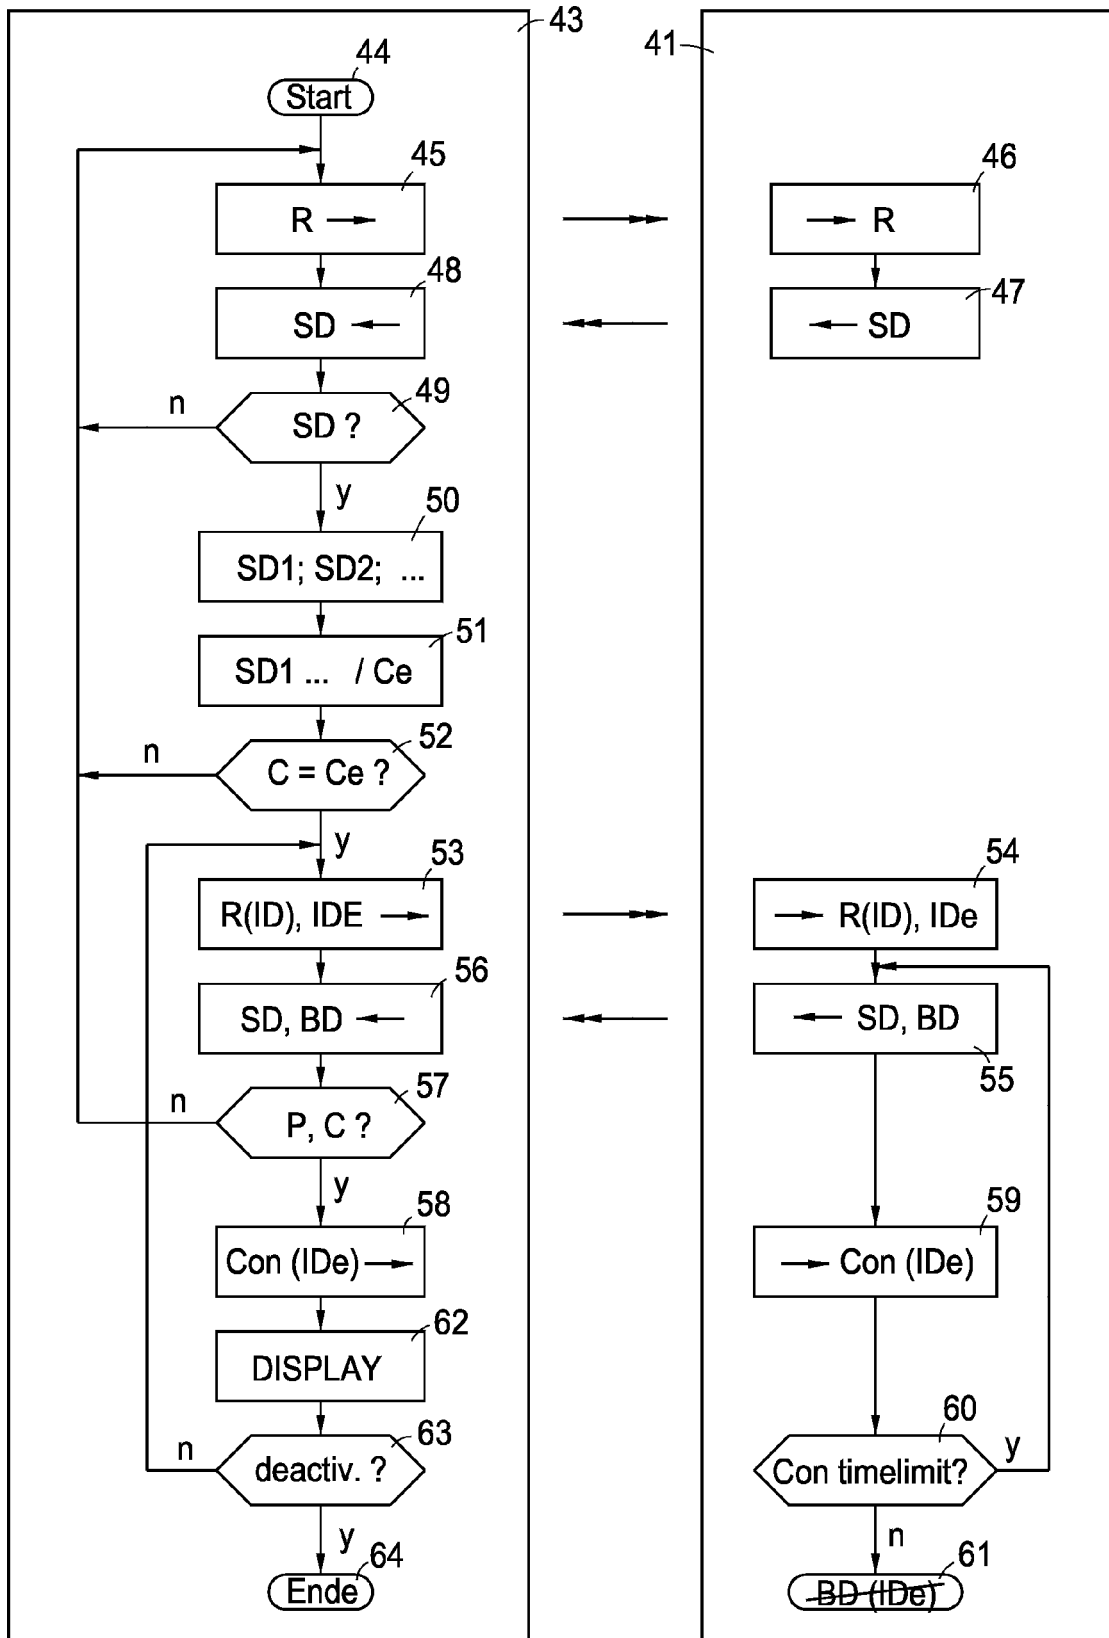 43
41
44
Start
45
R
46
R
48
SD
47
SD
49
n
SD ?
y
50
SD1; SD2; ...
51
SD1 ... / Ce
52
n
C = Ce ?
y
53
R(ID), IDE
54
R(ID), IDe
56
SD, BD
SD, BD
55
57
n
P, C ?
y
58
Con (IDe)
59
Con (IDe)
62
DISPLAY
63
n
deactiv. ?
y
60
Con timelimit?
y
n
64
Ende
61
BD (IDe)